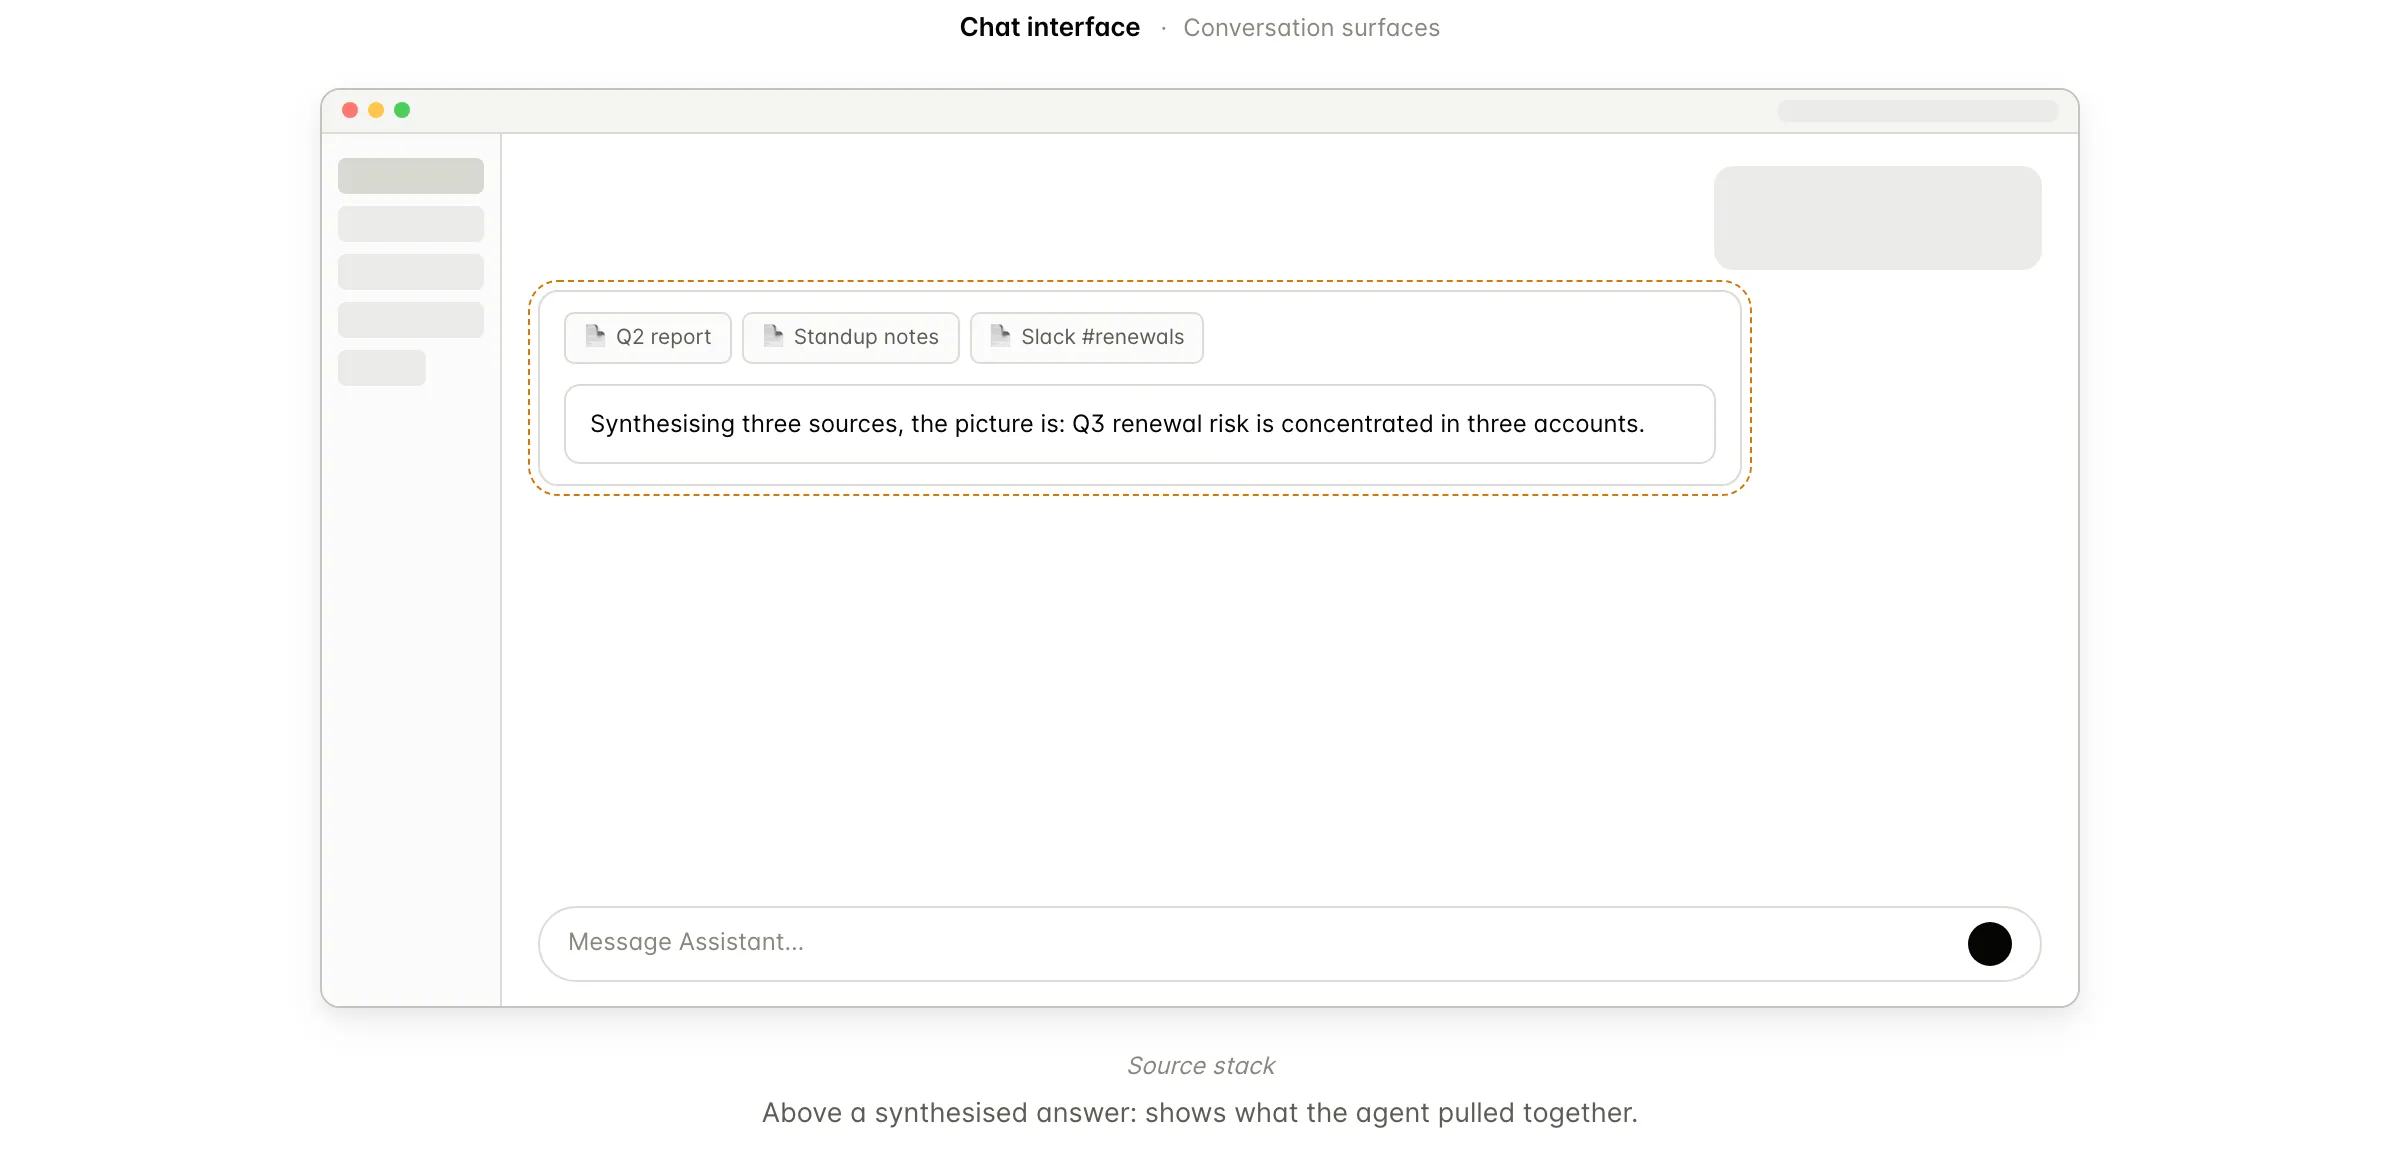 Chat interface · Conversation surfaces
Q2 report
Standup notes
Slack #renewals
Synthesising three sources, the picture is: Q3 renewal risk is concentrated in three accounts.
Message Assistant...
Source stack
Above a synthesised answer: shows what the agent pulled together.